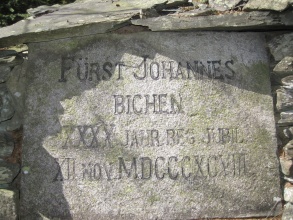 FÜRST JOHANNES
BICHEN
XXXX JAHR. REG. JUBIL.
XII. NOV. MDCCCXCVIII.